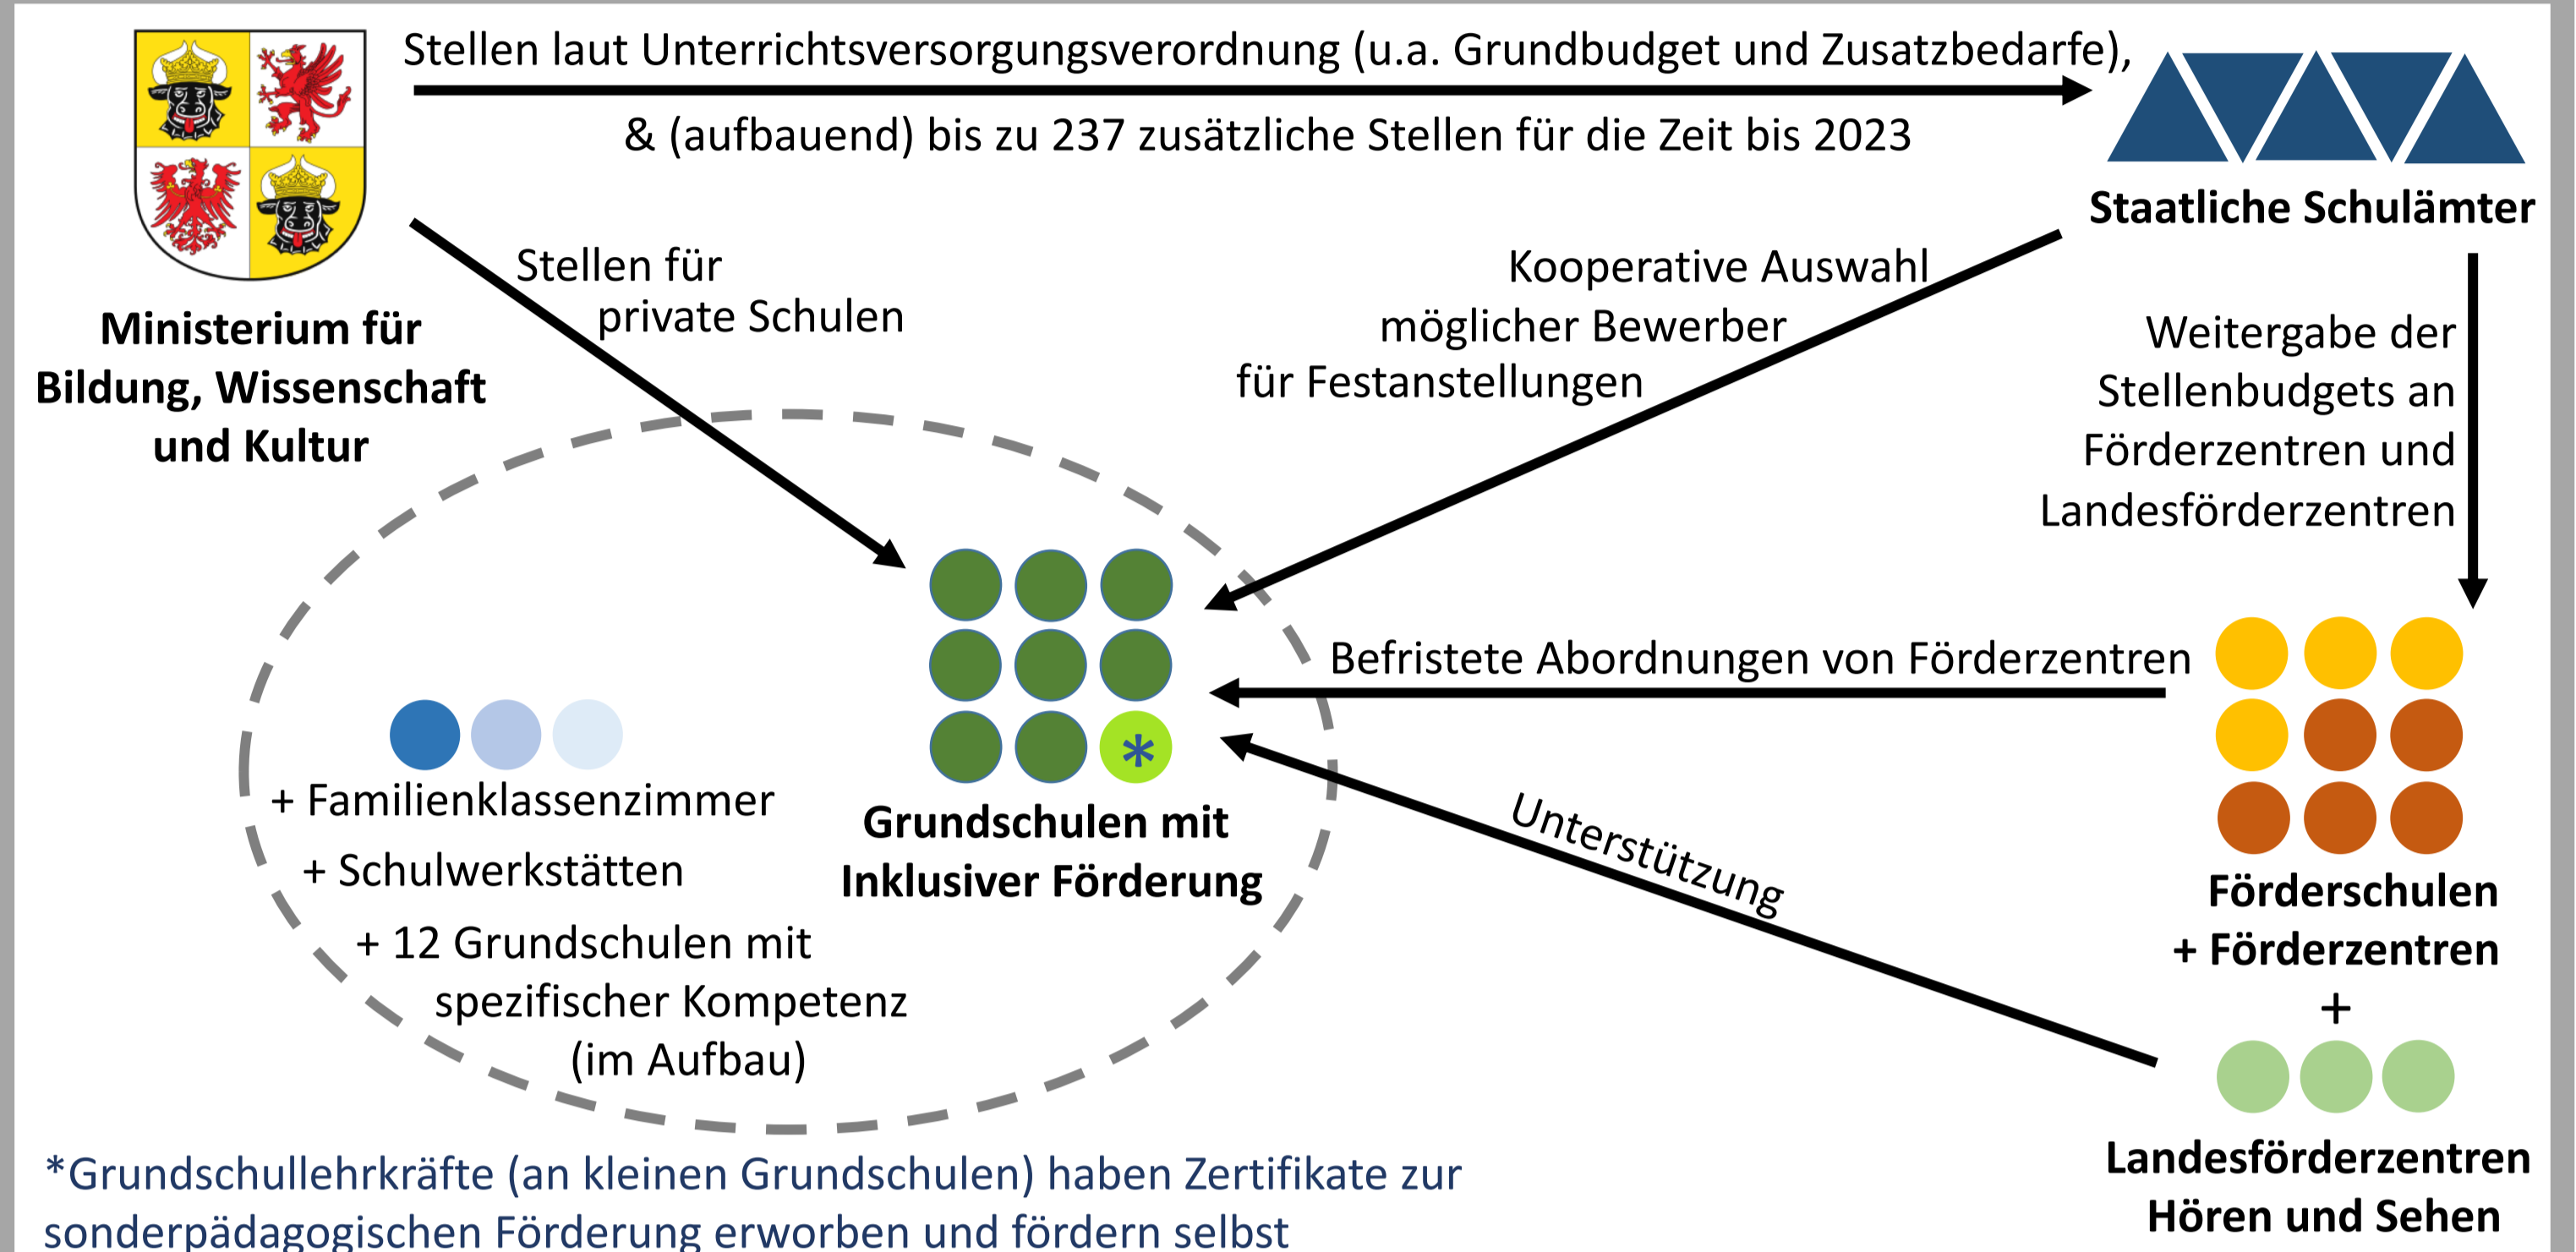 Stellen laut Unterrichtsversorgungsverordnung (u.a. Grundbudget und Zusatzbedarfe),
& (aufbauend) bis zu 237 zusätzliche Stellen für die Zeit bis 2023
Staatliche Schulämter
Ministerium für
Bildung, Wissenschaft
und Kultur
Stellen für
private Schulen
Kooperative Auswahl
möglicher Bewerber
für Festanstellungen
Weitergabe der
Stellenbudgets an
Förderzentren und
Landesförderzentren
Befristete Abordnungen von Förderzentren
*
Grundschulen mit
Inklusiver Förderung
+ Familienklassenzimmer
+ Schulwerkstätten
+ 12 Grundschulen mit
spezifischer Kompetenz
(im Aufbau)
Unterstützung
Förderschulen
+ Förderzentren
+
Landesförderzentren
Hören und Sehen
*Grundschullehrkräfte (an kleinen Grundschulen) haben Zertifikate zur
sonderpädagogischen Förderung erworben und fördern selbst